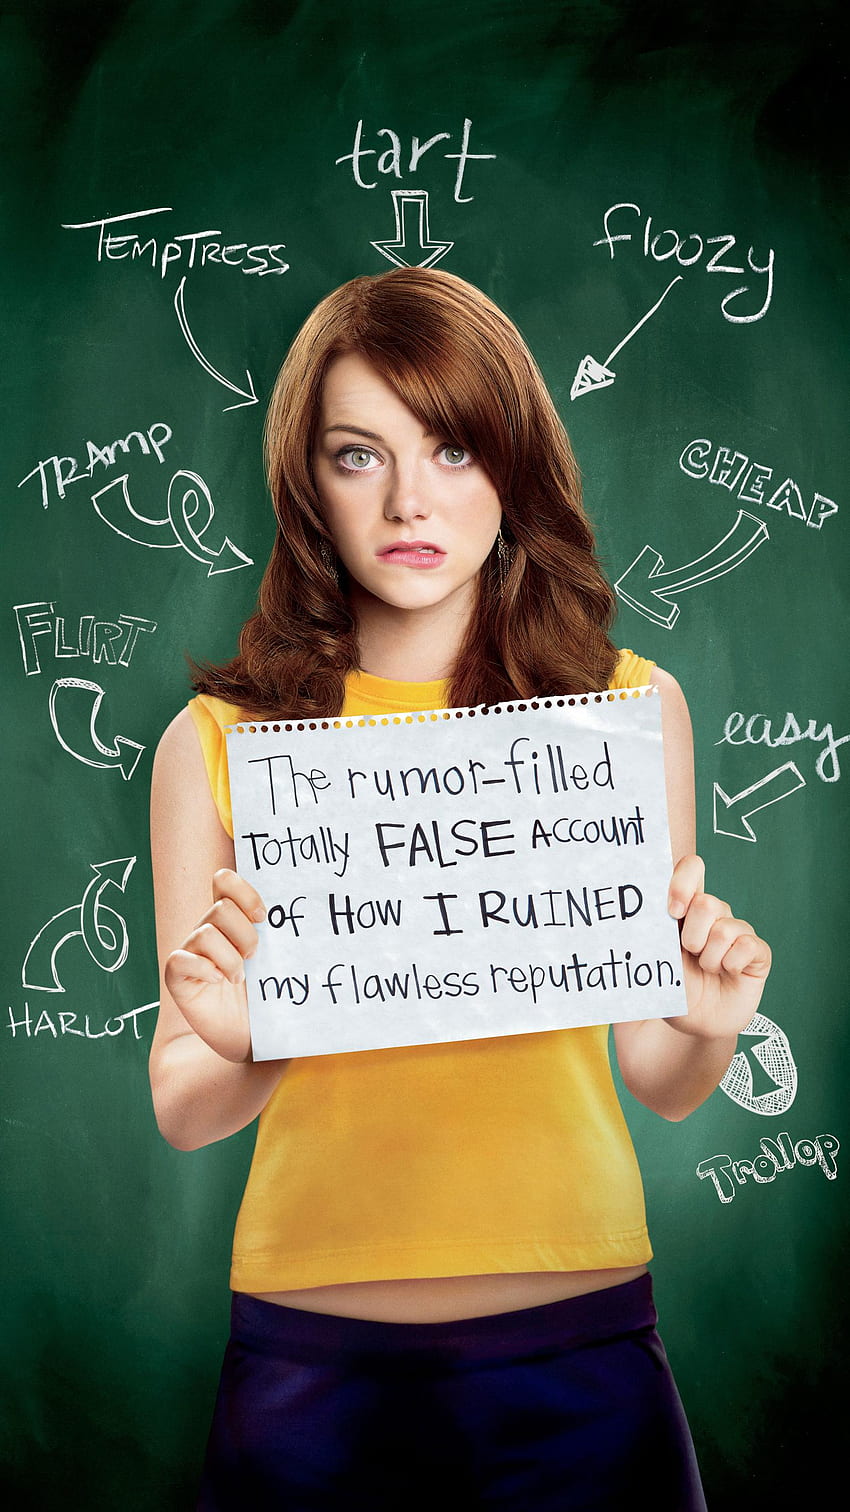 tart
TEMPTRESS
floozy
TRAMP
CHEAP
FLIRT
easy
The rumor-filled
Totally FALSE Account
of How I RUINED
my flawless reputation.
HARLOT
Trollop